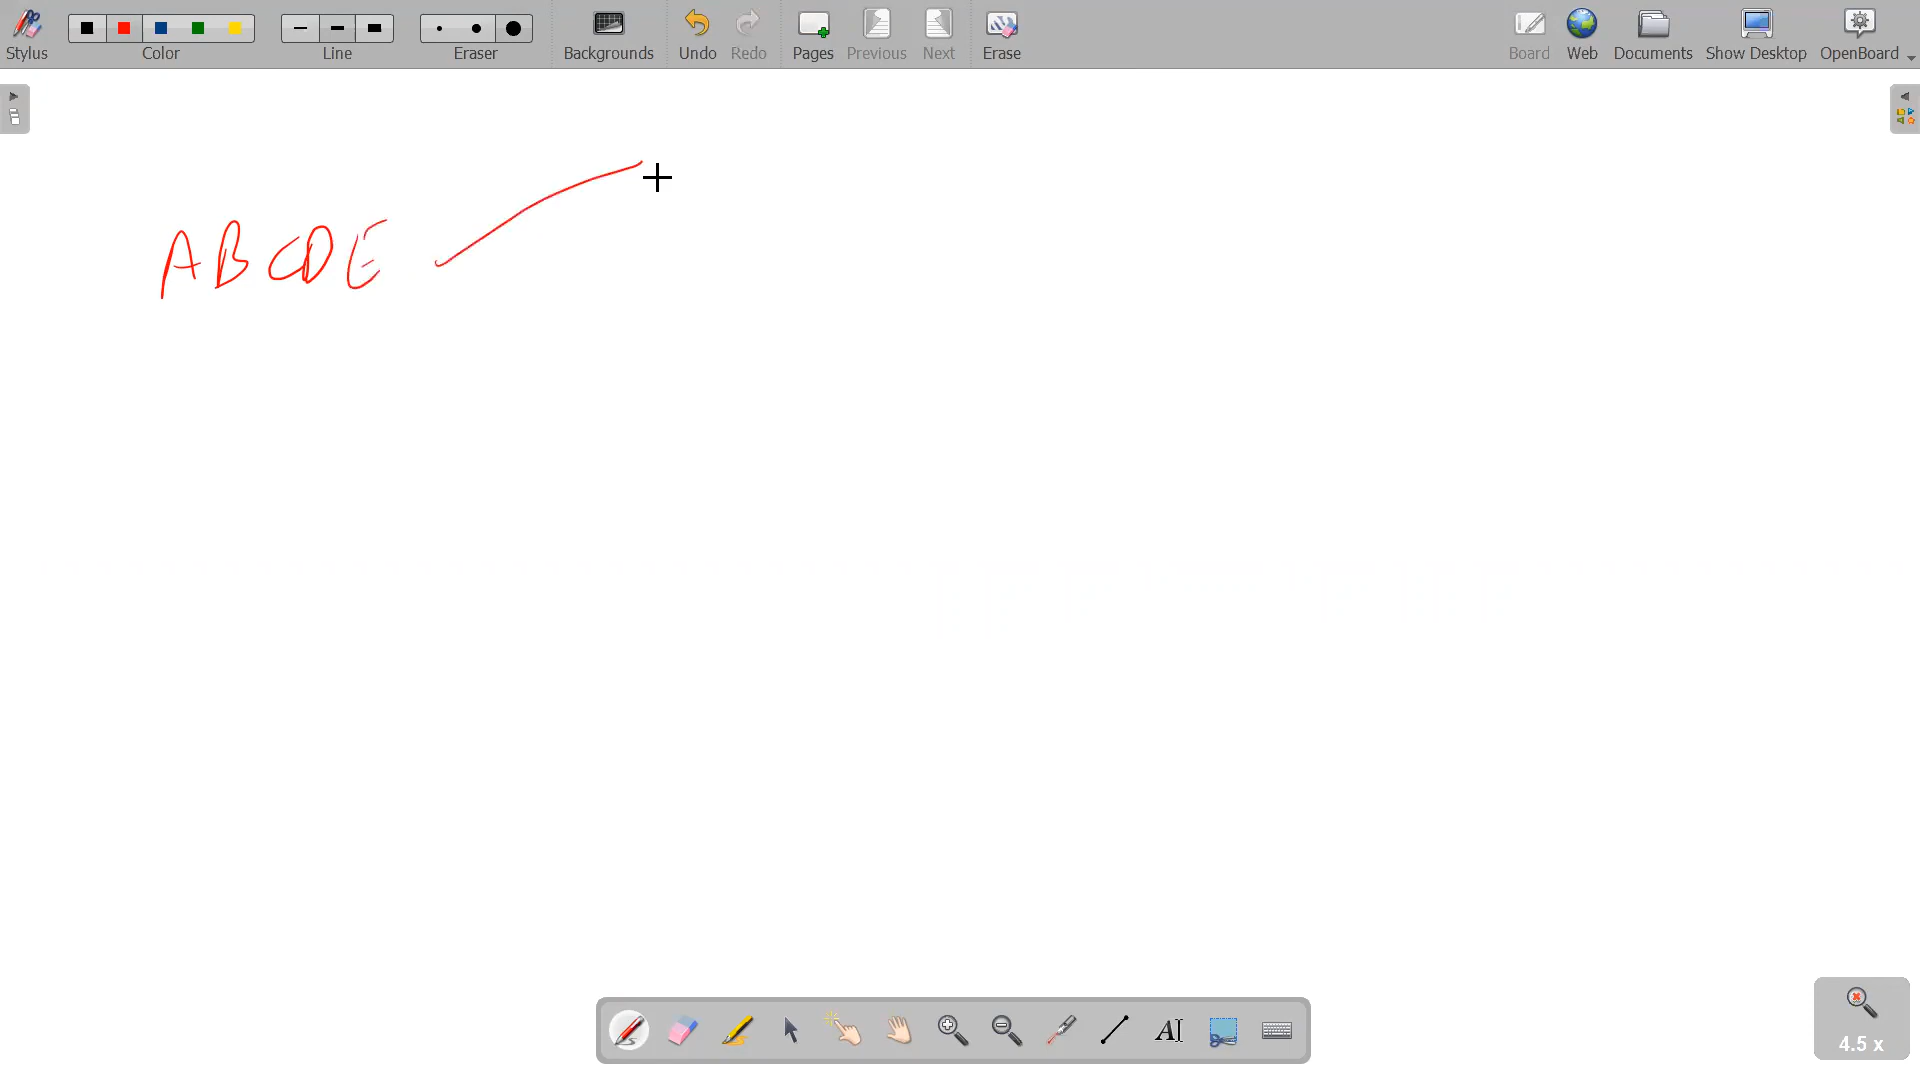 Stylus Color Line Eraser Backgrounds Undo Redo Pages Previous Next Erase Board Web Documents Show Desktop OpenBoard
ABCDE
AI
4.5 x